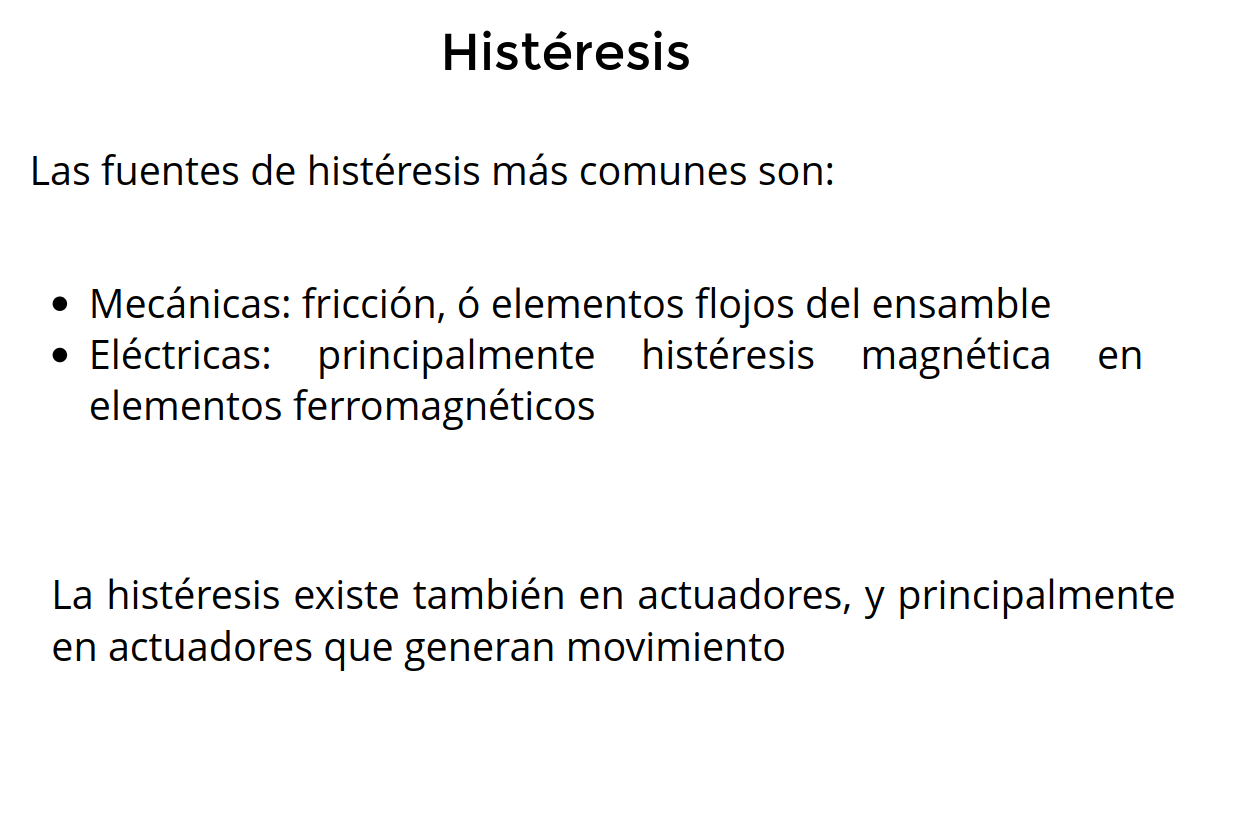 Histéresis
Las fuentes de histéresis más comunes son:
• Mecánicas: fricción, ó elementos flojos del ensamble
• Eléctricas: principalmente histéresis magnética en
elementos ferromagnéticos
La histéresis existe también en actuadores, y principalmente
en actuadores que generan movimiento